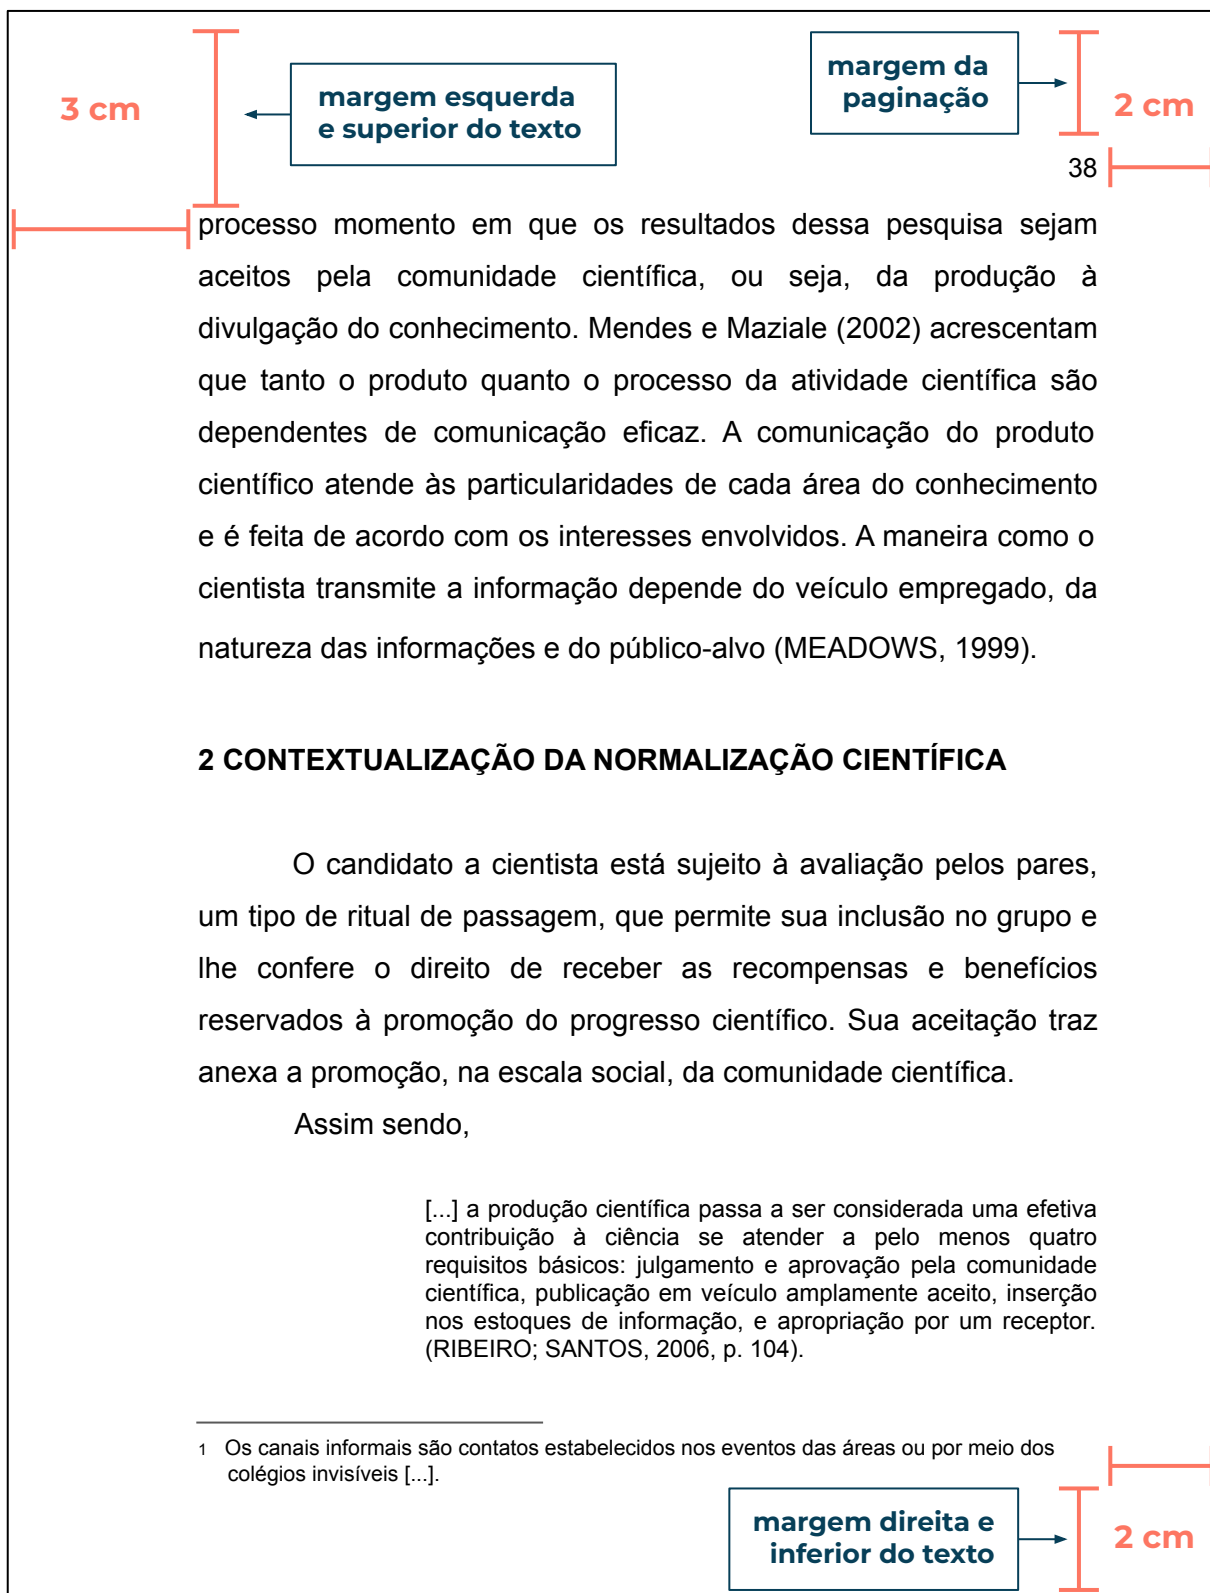 3 cm
margem esquerda
e superior do texto
margem da
paginação
2 cm
38
processo momento em que os resultados dessa pesquisa sejam
aceitos pela comunidade científica, ou seja, da produção à
divulgação do conhecimento. Mendes e Maziale (2002) acrescentam
que tanto o produto quanto o processo da atividade científica são
dependentes de comunicação eficaz. A comunicação do produto
científico atende às particularidades de cada área do conhecimento
e é feita de acordo com os interesses envolvidos. A maneira como o
cientista transmite a informação depende do veículo empregado, da
natureza das informações e do público-alvo (MEADOWS, 1999).
2 CONTEXTUALIZAÇÃO DA NORMALIZAÇÃO CIENTÍFICA
O candidato a cientista está sujeito à avaliação pelos pares,
um tipo de ritual de passagem, que permite sua inclusão no grupo e
lhe confere o direito de receber as recompensas e benefícios
reservados à promoção do progresso científico. Sua aceitação traz
anexa a promoção, na escala social, da comunidade científica.
Assim sendo,
[...] a produção científica passa a ser considerada uma efetiva
contribuição à ciência se atender a pelo menos quatro
requisitos básicos: julgamento e aprovação pela comunidade
científica, publicação em veículo amplamente aceito, inserção
nos estoques de informação, e apropriação por um receptor.
(RIBEIRO; SANTOS, 2006, p. 104).
1 Os canais informais são contatos estabelecidos nos eventos das áreas ou por meio dos
colégios invisíveis [...].
margem direita e
inferior do texto
2 cm